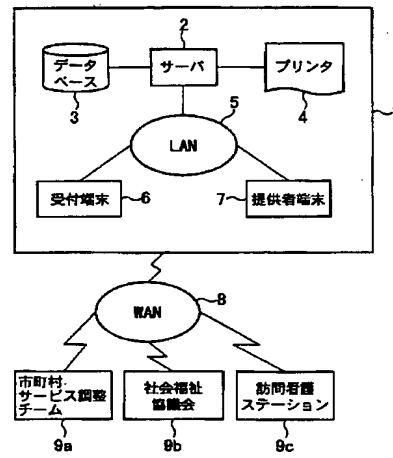 2
データ
ベース
サーバ
プリンタ
3
4
5
LAN
受付端末
6
7
提供者端末
WAN
8
市町村
サービス調整
チーム
社会福祉
協議会
訪問看護
ステーション
9a
9b
9c